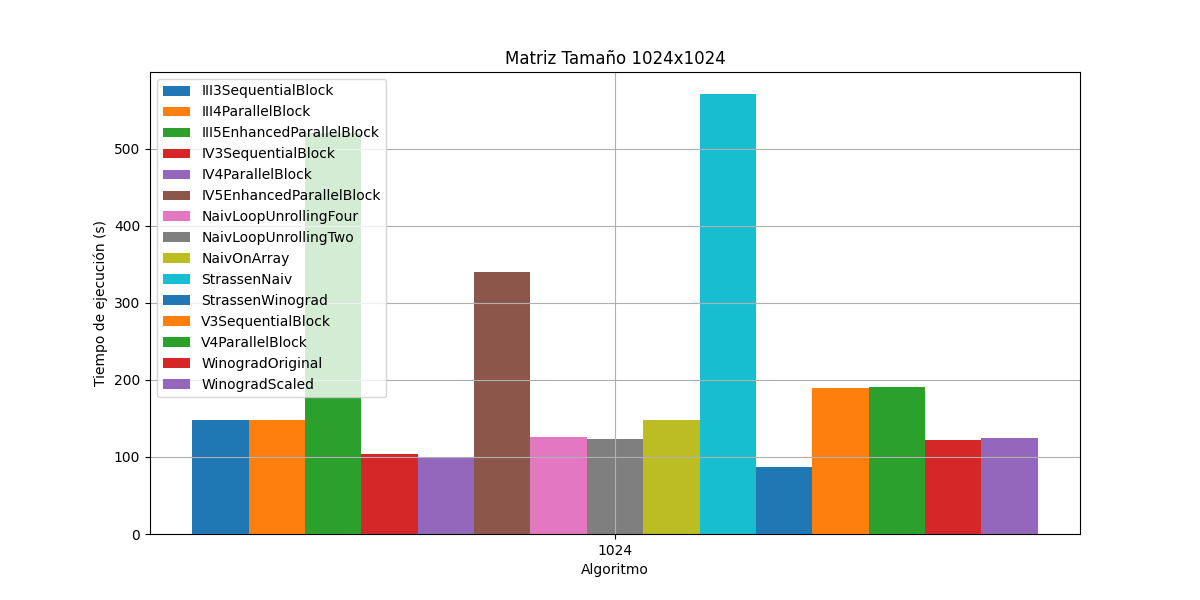 Matriz Tamaño 1024x1024
III3SequentialBlock
III4ParallelBlock
III5EnhancedParallelBlock
IV3SequentialBlock
IV4ParallelBlock
IV5EnhancedParallelBlock
NaivLoopUnrollingFour
NaivLoopUnrollingTwo
NaivOnArray
StrassenNaiv
StrassenWinograd
V3SequentialBlock
V4ParallelBlock
WinogradOriginal
WinogradScaled
Tiempo de ejecución (s)
500
400
300
200
100
0
1024
Algoritmo